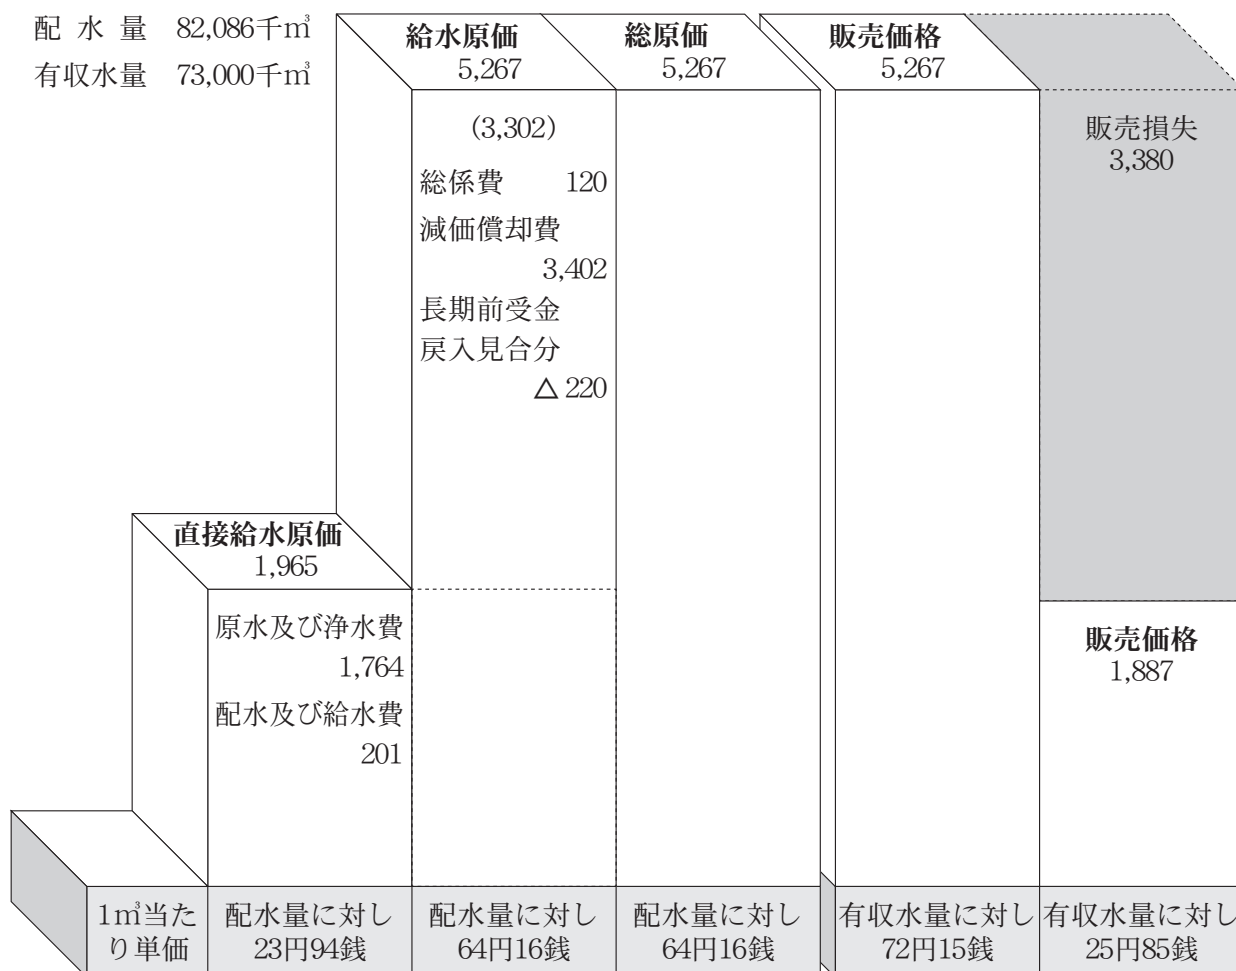 配 水 量　82,086千㎥
有収水量　73,000千㎥
給水原価
5,267
総原価
5,267
販売価格
5,267
(3,302)
総係費　120
減価償却費
3,402
長期前受金
戻入見合分
△ 220
販売損失
3,380
直接給水原価
1,965
原水及び浄水費
1,764
配水及び給水費
201
販売価格
1,887
1㎥当た
り単価
配水量に対し
23円94銭
配水量に対し
64円16銭
配水量に対し
64円16銭
有収水量に対し
72円15銭
有収水量に対し
25円85銭